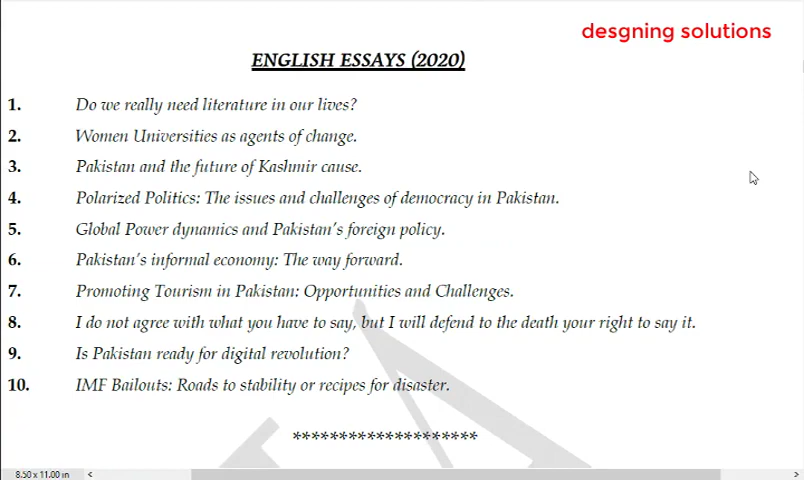 desgning solutions
ENGLISH ESSAYS (2020)
1. Do we really need literature in our lives?
2. Women Universities as agents of change.
3. Pakistan and the future of Kashmir cause.
4. Polarized Politics: The issues and challenges of democracy in Pakistan.
5. Global Power dynamics and Pakistan's foreign policy.
6. Pakistan's informal economy: The way forward.
7. Promoting Tourism in Pakistan: Opportunities and Challenges.
8. I do not agree with what you have to say, but I will defend to the death your right to say it.
9. Is Pakistan ready for digital revolution?
10. IMF Bailouts: Roads to stability or recipes for disaster.
********************
8.50 x 11.00 in